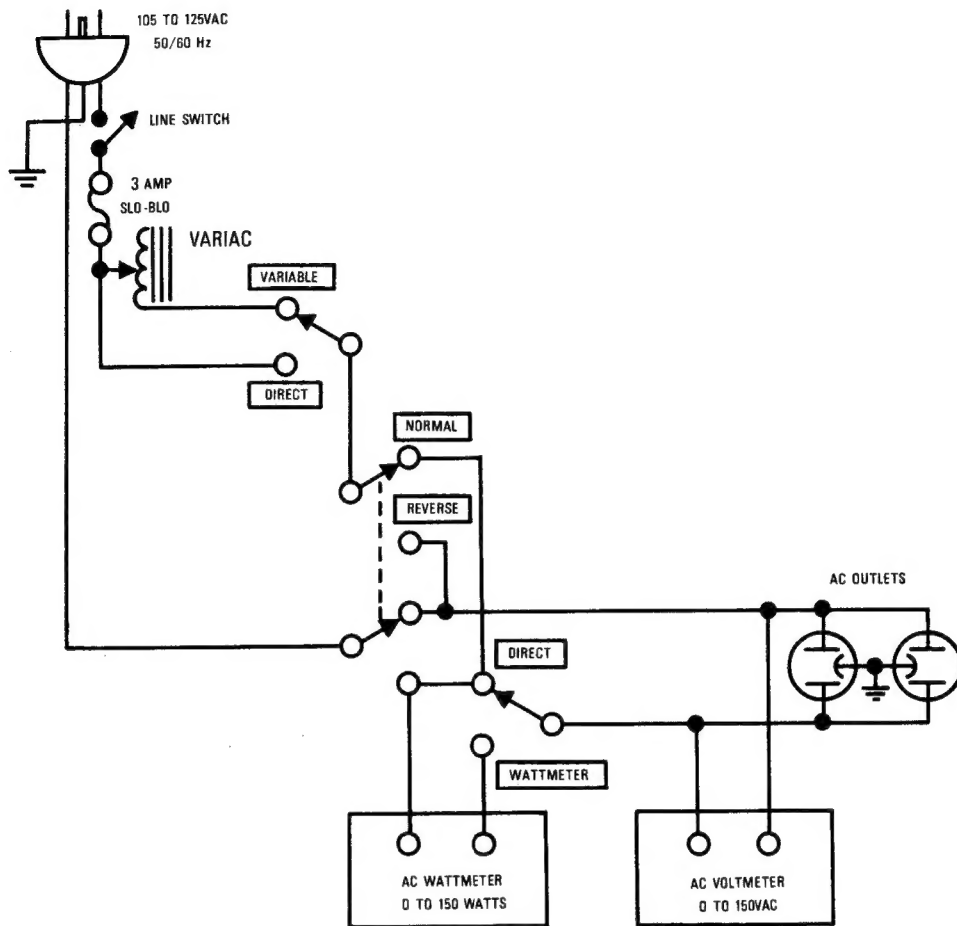 105 TO 125VAC
50/60 Hz
LINE SWITCH
3 AMP
SLO-BLO
VARIAC
VARIABLE
DIRECT
NORMAL
REVERSE
AC OUTLETS
DIRECT
WATTMETER
AC WATTMETER
0 TO 150 WATTS
AC VOLTMETER
0 TO 150VAC